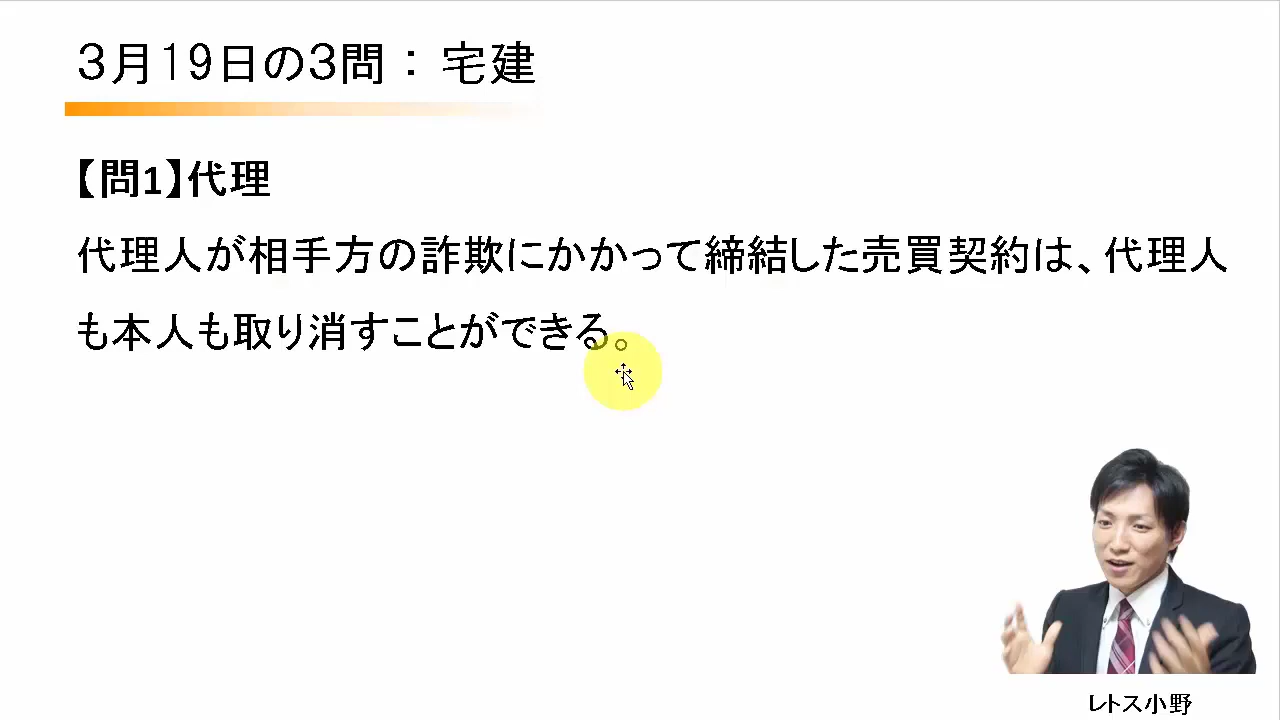 3月19日の3問：宅建
【問1】代理
代理人が相手方の詐欺にかかって締結した売買契約は、代理人
も本人も取り消すことができる。
レトス小野